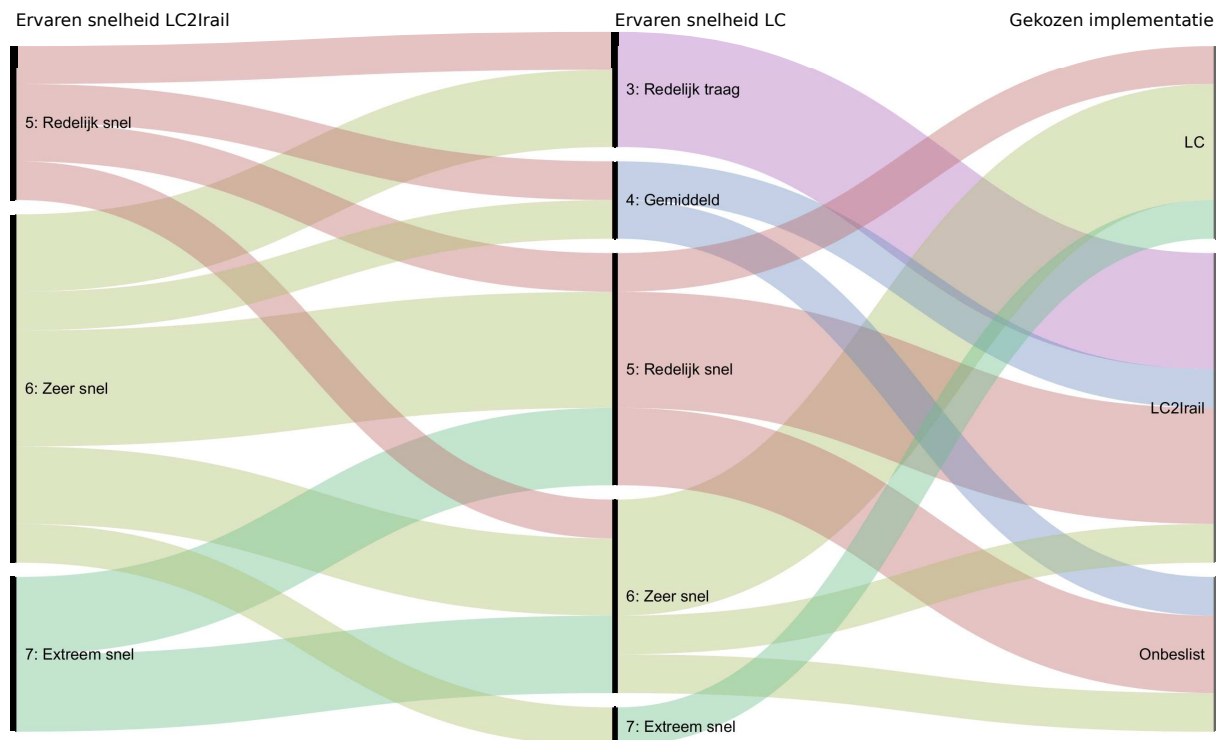 Ervaren snelheid LC2Irail
Ervaren snelheid LC
Gekozen implementatie
5: Redelijk snel
6: Zeer snel
7: Extreem snel
3: Redelijk traag
4: Gemiddeld
5: Redelijk snel
6: Zeer snel
7: Extreem snel
LC
LC2Irail
Onbeslist